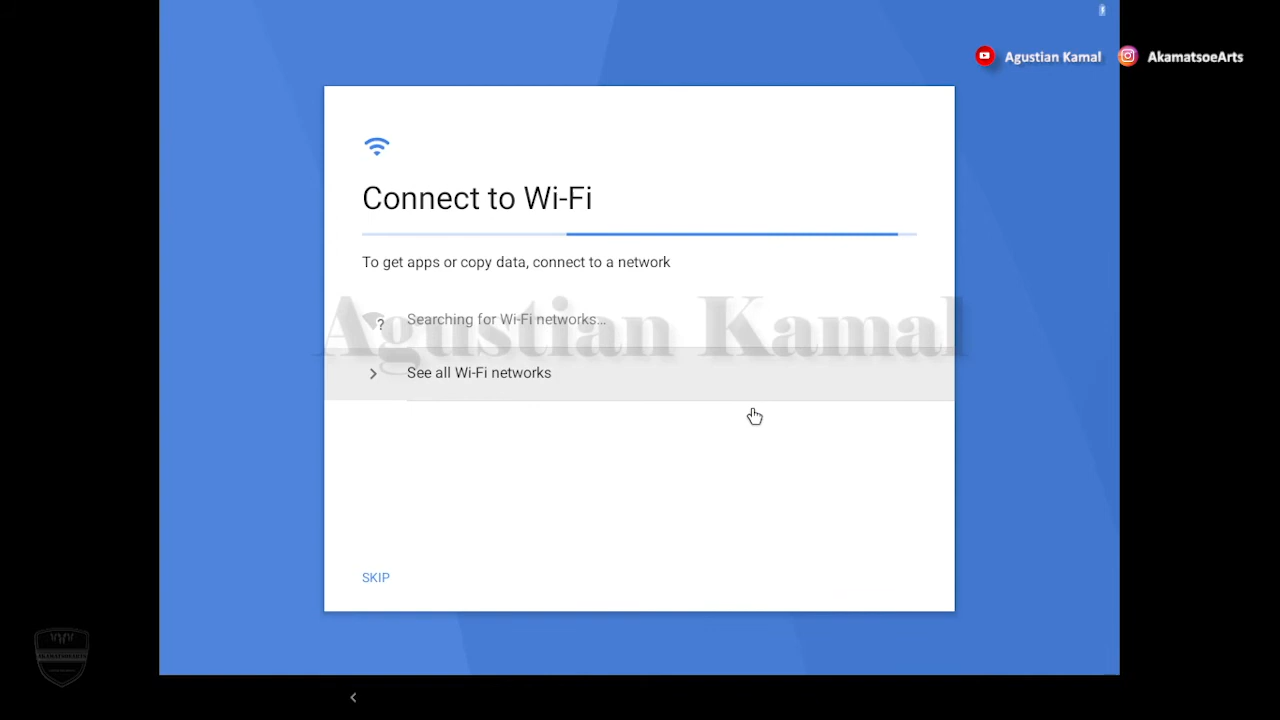 Agustian Kamal
AkamatsoeArts
Connect to Wi-Fi
To get apps or copy data, connect to a network
Searching for Wi-Fi networks...
Agustian Kamal
See all Wi-Fi networks
SKIP